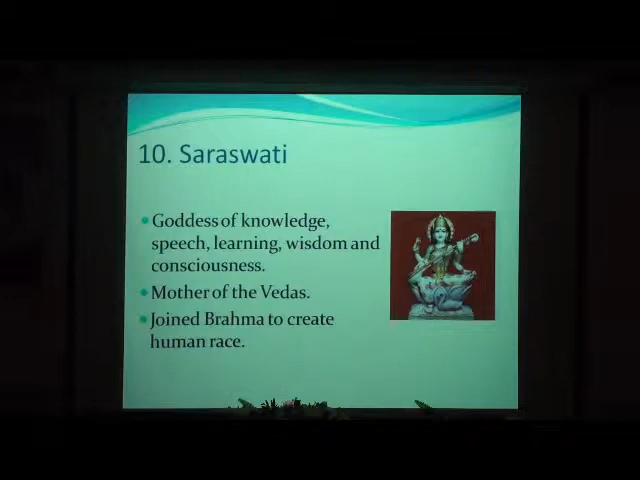 10. Saraswati
Goddess of knowledge,
speech, learning, wisdom and
consciousness.
Mother of the Vedas.
Joined Brahma to create
human race.